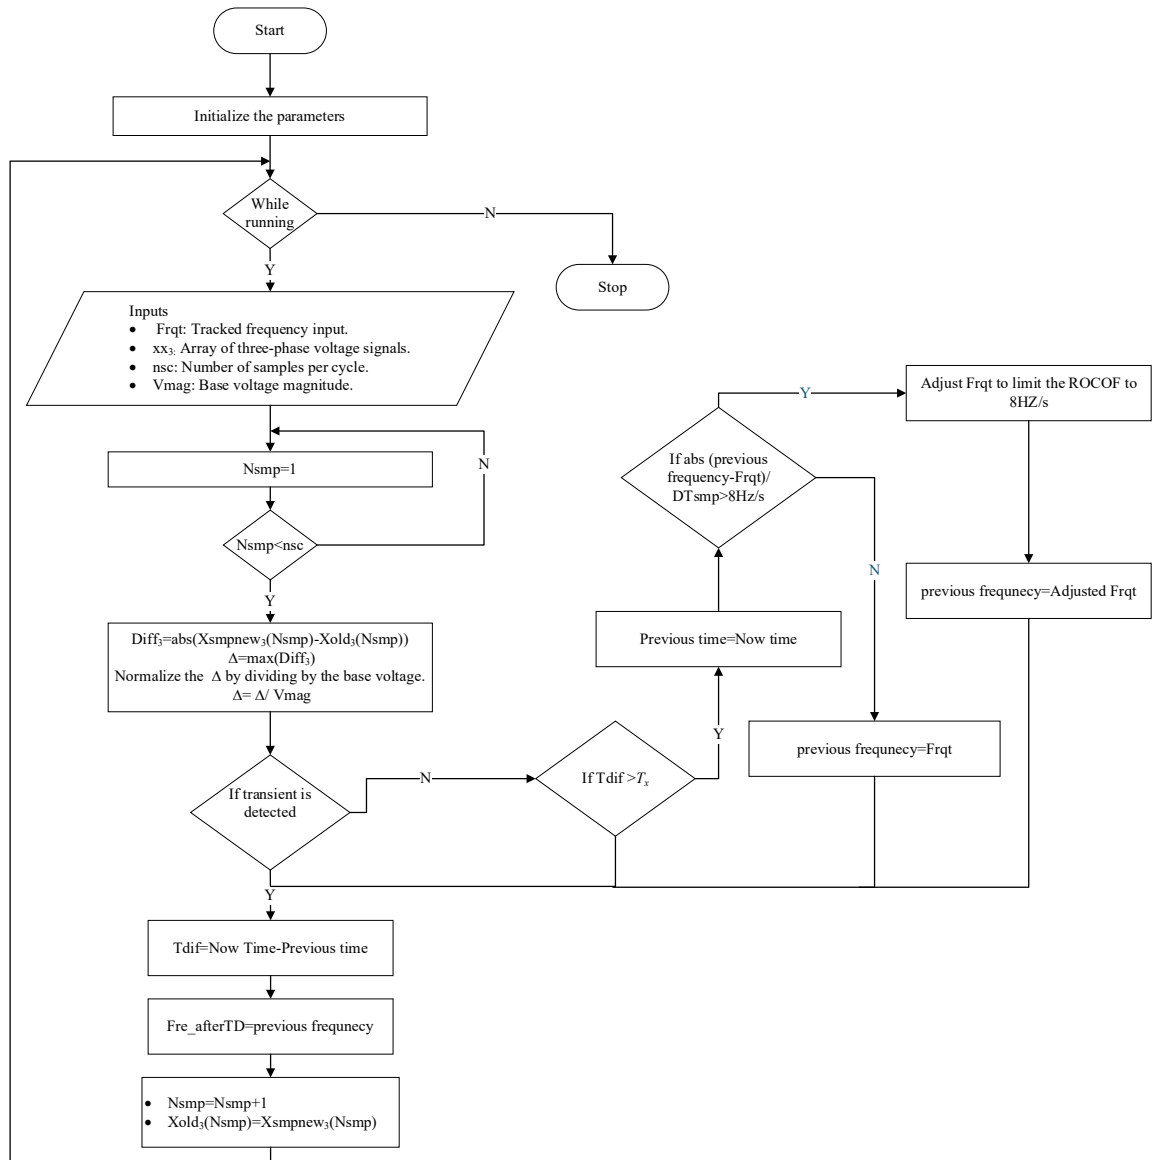 Start
Initialize the parameters
While
running
N
Stop
Y
Inputs
• Frqt: Tracked frequency input.
• xx₃: Array of three-phase voltage signals.
• nsc: Number of samples per cycle.
• Vmag: Base voltage magnitude.
Nsmp=1
N
Nsmp<nsc
Y
Diff₃=abs(Xsmpnew₃(Nsmp)-Xold₃(Nsmp))
Δ=max(Diff₃)
Normalize the Δ by dividing by the base voltage.
Δ= Δ/ Vmag
If transient is
detected
N
If Tdif >Tₓ
Y
Previous time=Now time
If abs (previous
frequency-Frqt)/
DTsmp>8Hz/s
Y
Adjust Frqt to limit the ROCOF to
8HZ/s
previous frequnecy=Adjusted Frqt
N
previous frequnecy=Frqt
Y
Tdif=Now Time-Previous time
Fre_afterTD=previous frequnecy
• Nsmp=Nsmp+1
• Xold₃(Nsmp)=Xsmpnew₃(Nsmp)